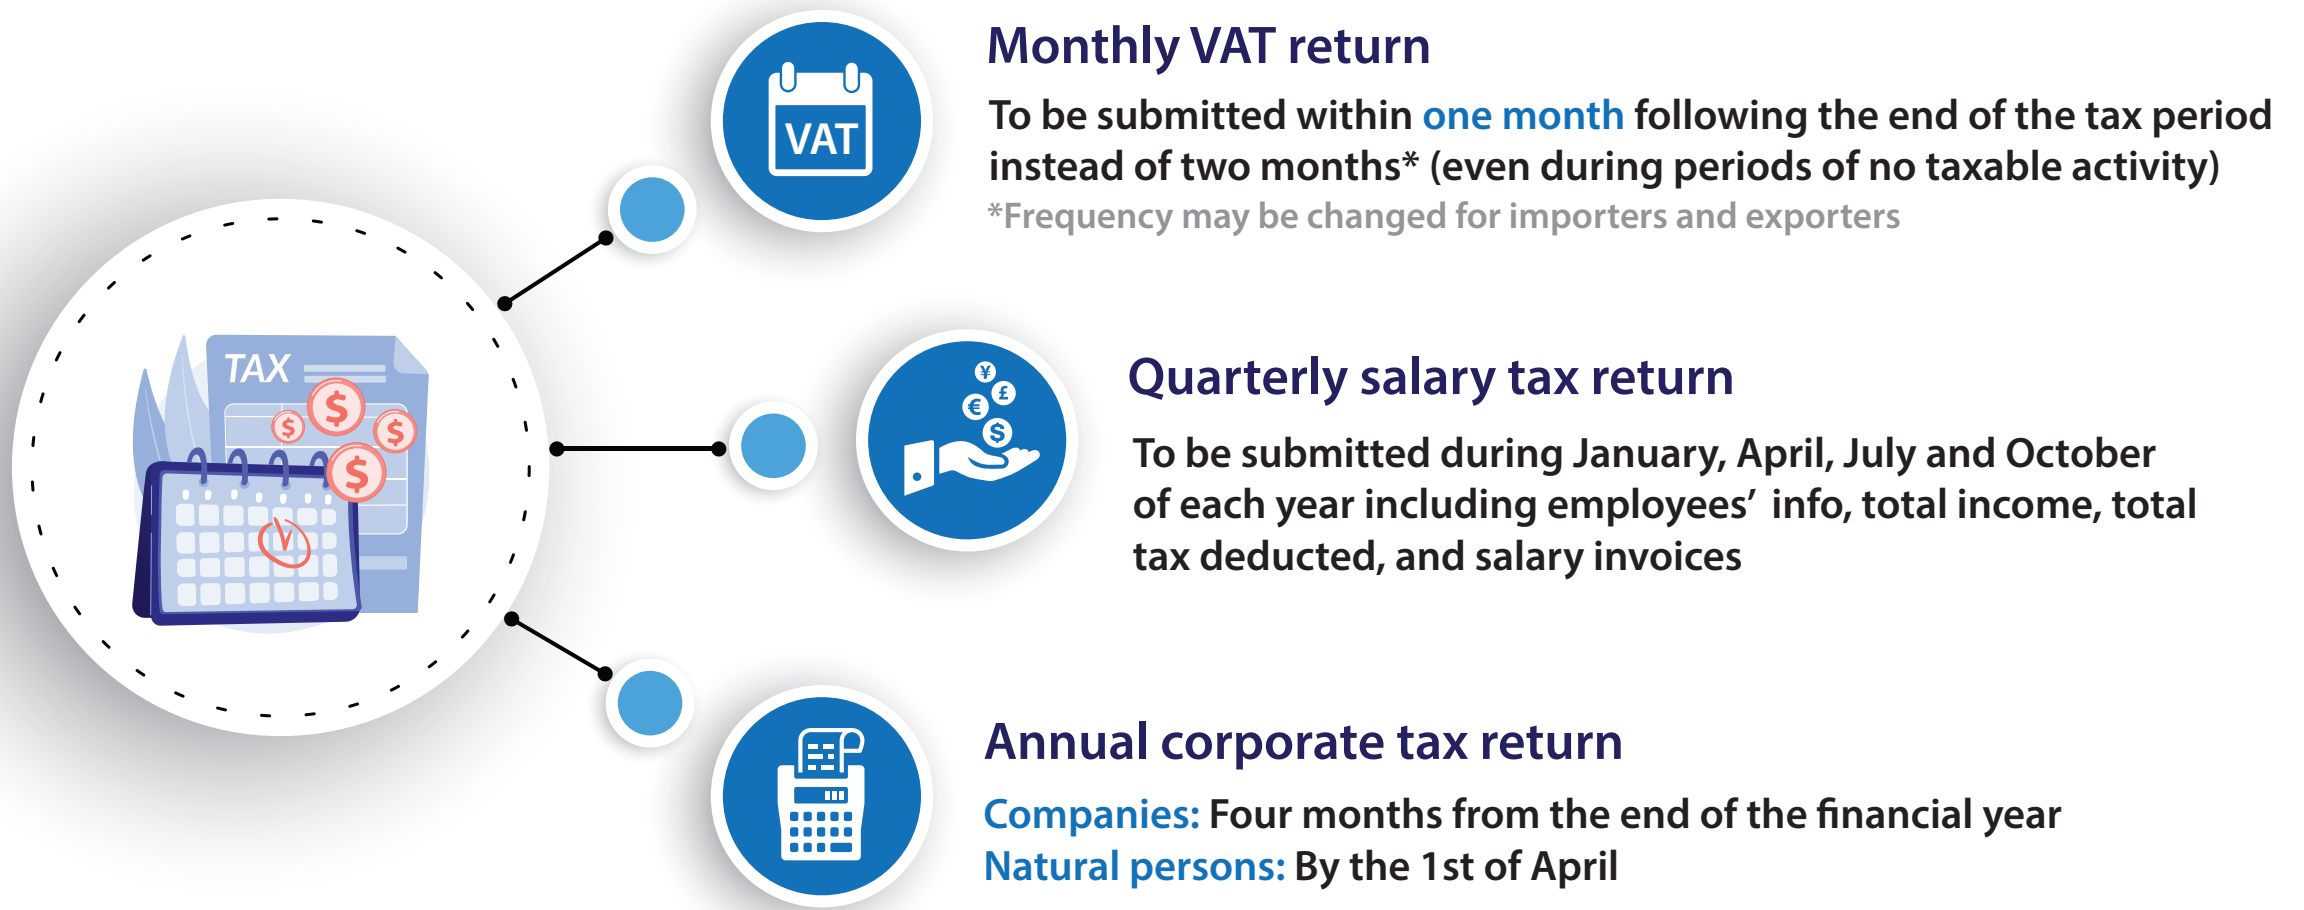 Monthly VAT return
To be submitted within one month following the end of the tax period
instead of two months* (even during periods of no taxable activity)
*Frequency may be changed for importers and exporters
VAT
TAX
$
$
$
$
¥
£
€
$
Quarterly salary tax return
To be submitted during January, April, July and October
of each year including employees’ info, total income, total
tax deducted, and salary invoices
Annual corporate tax return
Companies: Four months from the end of the financial year
Natural persons: By the 1st of April